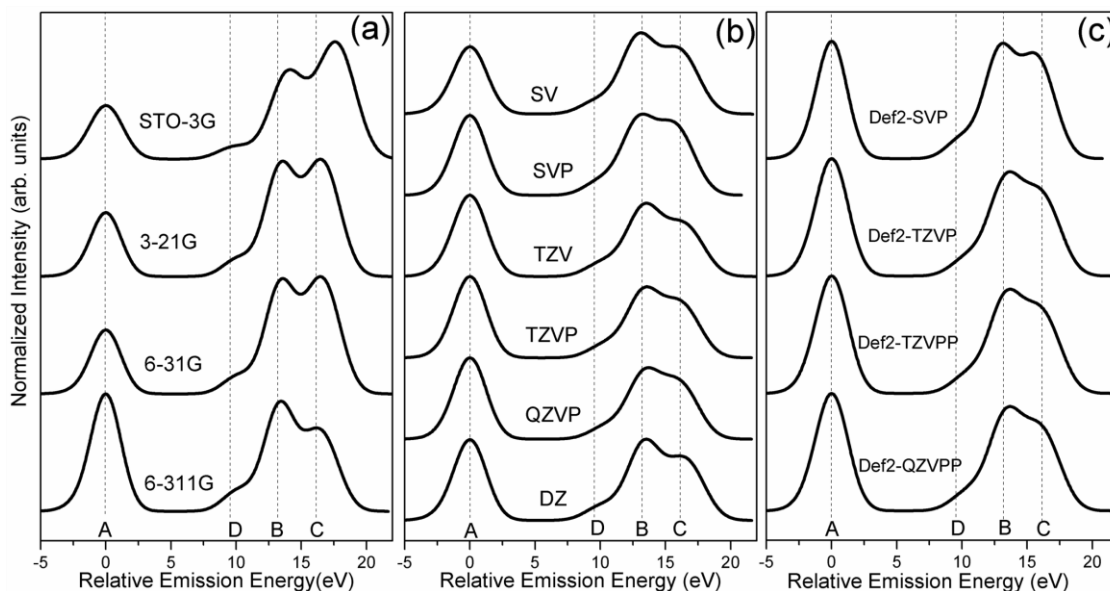 Normalized Intensity (arb. units)
(a)
STO-3G
3-21G
6-31G
6-311G
A D B C
-5 0 5 10 15 20
Relative Emission Energy(eV)
(b)
SV
SVP
TZV
TZVP
QZVP
DZ
A D B C
-5 0 5 10 15 20
Relative Emission Energy (eV)
(c)
Def2-SVP
Def2-TZVP
Def2-TZVPP
Def2-QZVPP
A D B C
-5 0 5 10 15 20
Relative Emission Energy (eV)